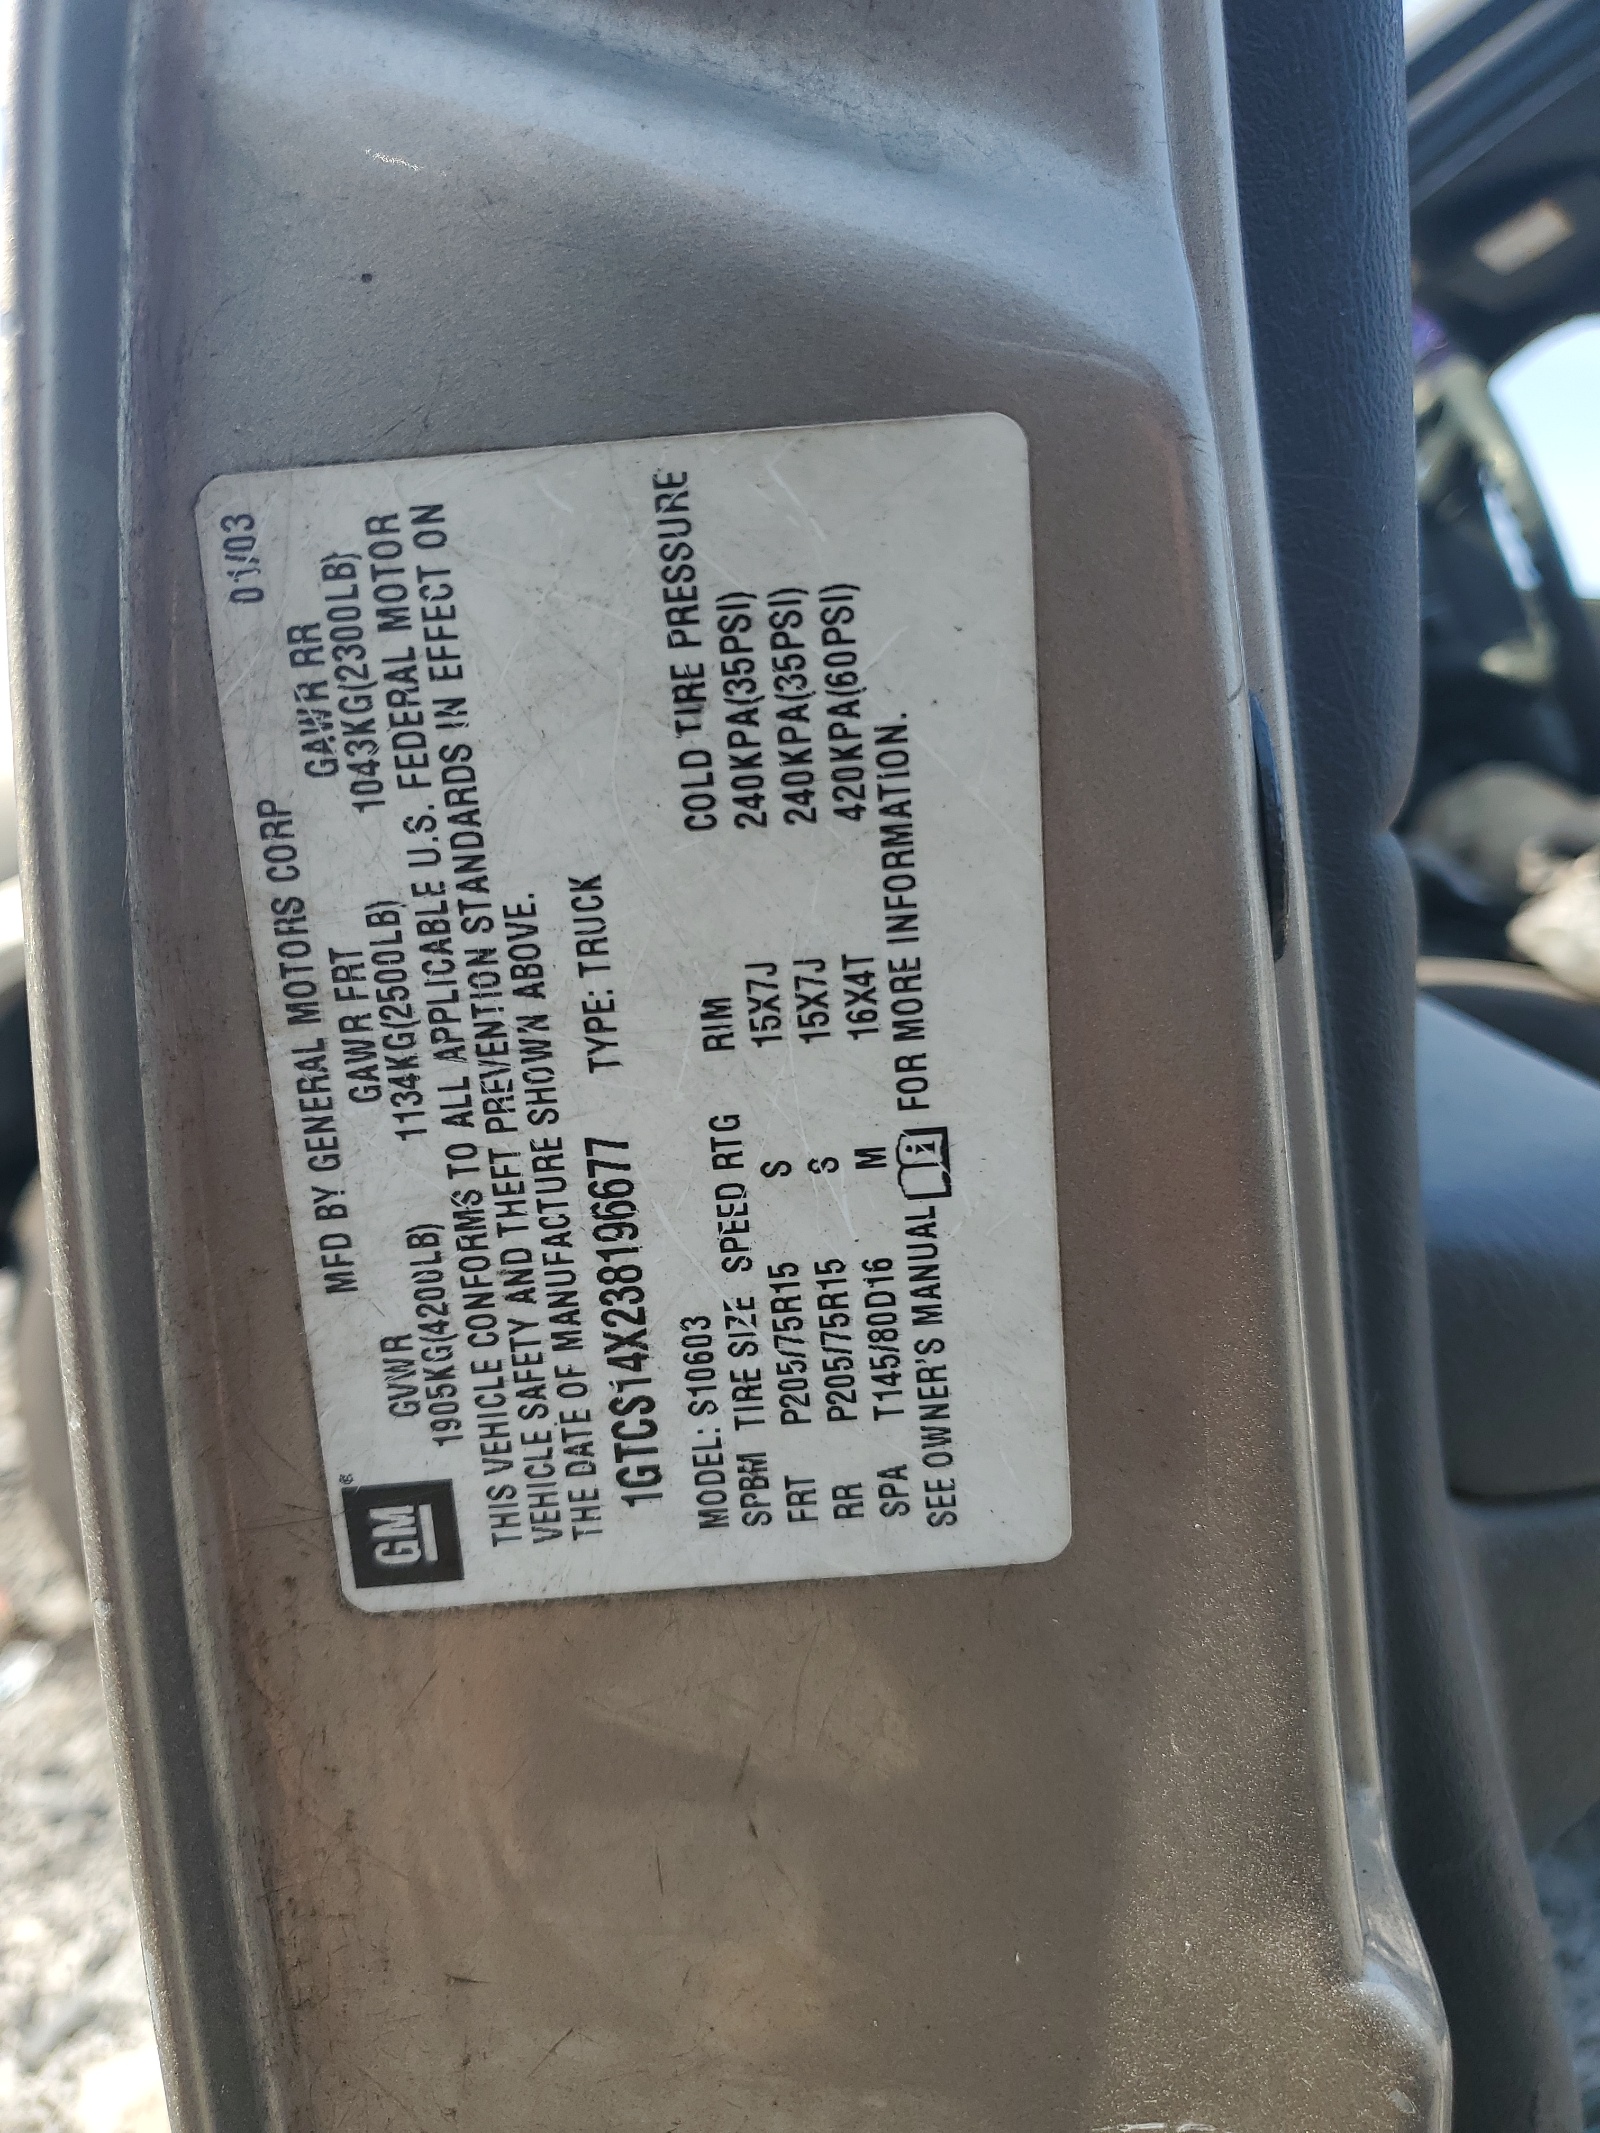 01/03
GM®
MFD BY GENERAL MOTORS CORP
GVWR GAWR FRT GAWR RR
1905KG(4200LB) 1134KG(2500LB) 1043KG(2300LB)
THIS VEHICLE CONFORMS TO ALL APPLICABLE U.S. FEDERAL MOTOR
VEHICLE SAFETY AND THEFT PREVENTION STANDARDS IN EFFECT ON
THE DATE OF MANUFACTURE SHOWN ABOVE.
1GTCS14X238196677 TYPE: TRUCK
MODEL: S10603
SPBM TIRE SIZE SPEED RTG RIM COLD TIRE PRESSURE
FRT P205/75R15 S 15X7J 240KPA(35PSI)
RR P205/75R15 S 15X7J 240KPA(35PSI)
SPA T145/80D16 M 16X4T 420KPA(60PSI)
SEE OWNER'S MANUAL i FOR MORE INFORMATION.